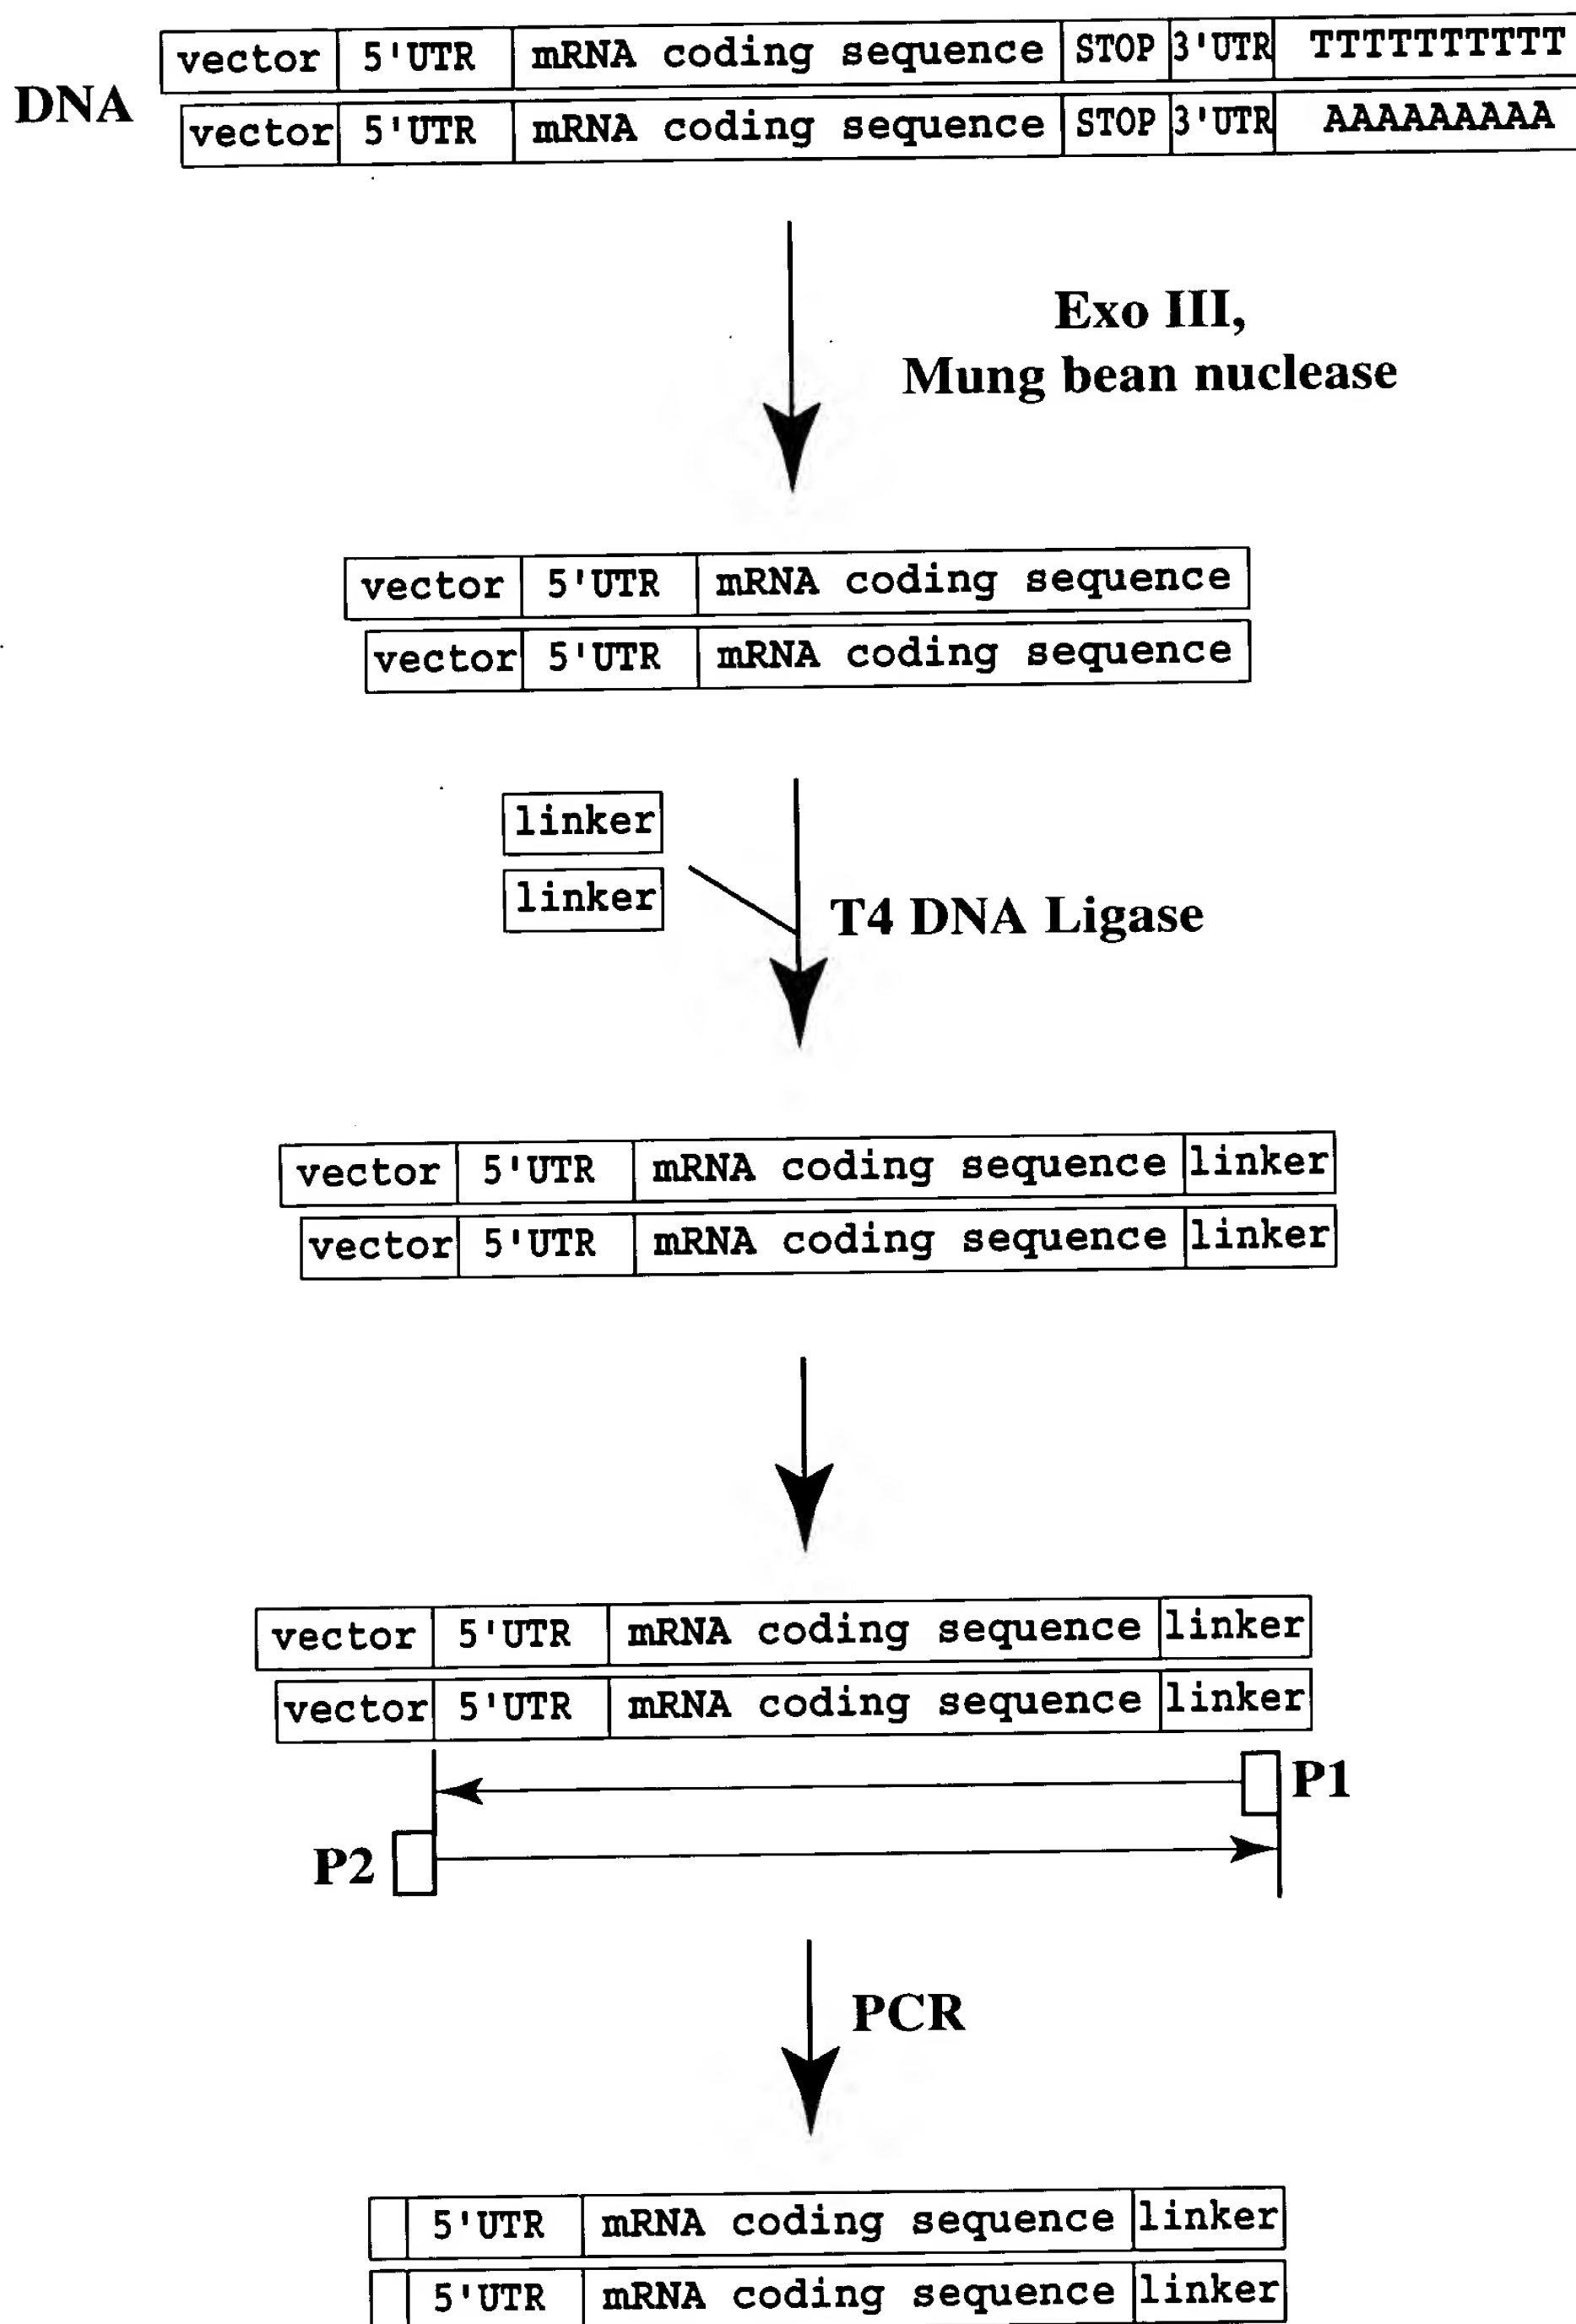 vector 5'UTR mRNA coding sequence STOP 3'UTR TTTTTTTTTT
DNA
vector 5'UTR mRNA coding sequence STOP 3'UTR AAAAAAAAA
Exo III,
Mung bean nuclease
vector 5'UTR mRNA coding sequence
vector 5'UTR mRNA coding sequence
linker
linker
T4 DNA Ligase
vector 5'UTR mRNA coding sequence linker
vector 5'UTR mRNA coding sequence linker
vector 5'UTR mRNA coding sequence linker
vector 5'UTR mRNA coding sequence linker
P1
P2
PCR
5'UTR mRNA coding sequence linker
5'UTR mRNA coding sequence linker